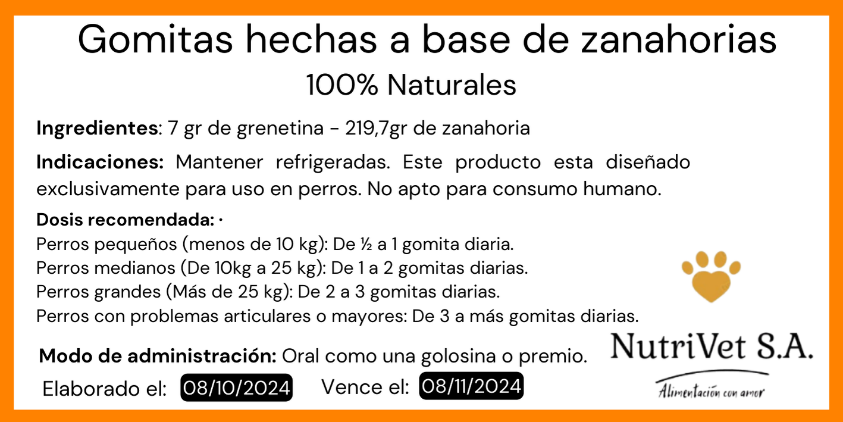 Gomitas hechas a base de zanahorias
100% Naturales
Ingredientes: 7 gr de grenetina - 219,7gr de zanahoria
Indicaciones: Mantener refrigeradas. Este producto esta diseñado
exclusivamente para uso en perros. No apto para consumo humano.
Dosis recomendada: ·
Perros pequeños (menos de 10 kg): De ½ a 1 gomita diaria.
Perros medianos (De 10kg a 25 kg): De 1 a 2 gomitas diarias.
Perros grandes (Más de 25 kg): De 2 a 3 gomitas diarias.
Perros con problemas articulares o mayores: De 3 a más gomitas diarias.
Modo de administración: Oral como una golosina o premio.
Elaborado el: 08/10/2024 Vence el: 08/11/2024
NutriVet S.A.
Alimentación con amor